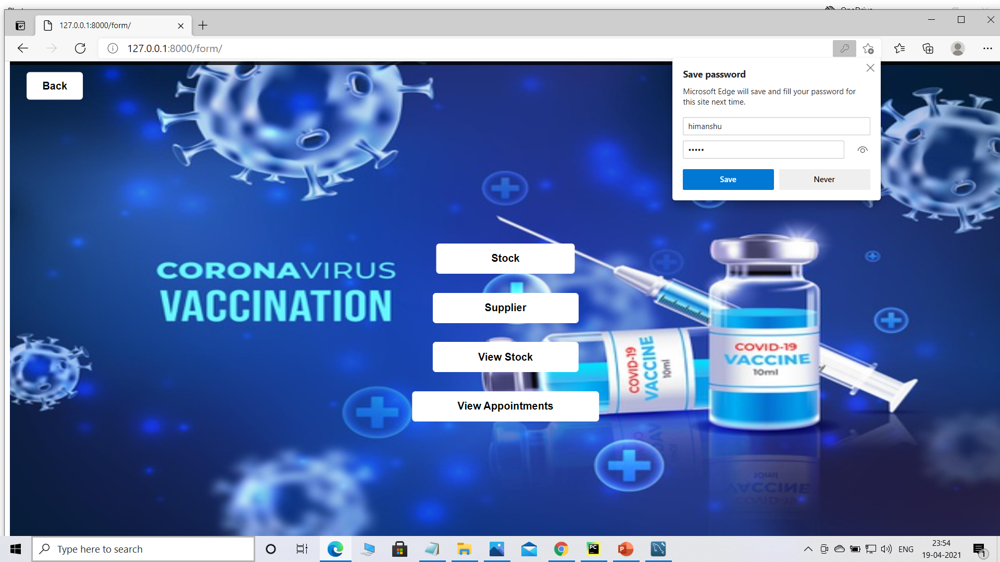 127.0.0.1:8000/form/
127.0.0.1:8000/form/
Back
Save password
Microsoft Edge will save and fill your password for
this site next time.
himanshu
•••••
Save
Never
Stock
CORONAVIRUS
VACCINATION
Supplier
View Stock
View Appointments
COVID-19
VACCINE
10ml
COVID-19
VACCINE
10ml
Type here to search
PC
P
ENG
23:54
19-04-2021
1